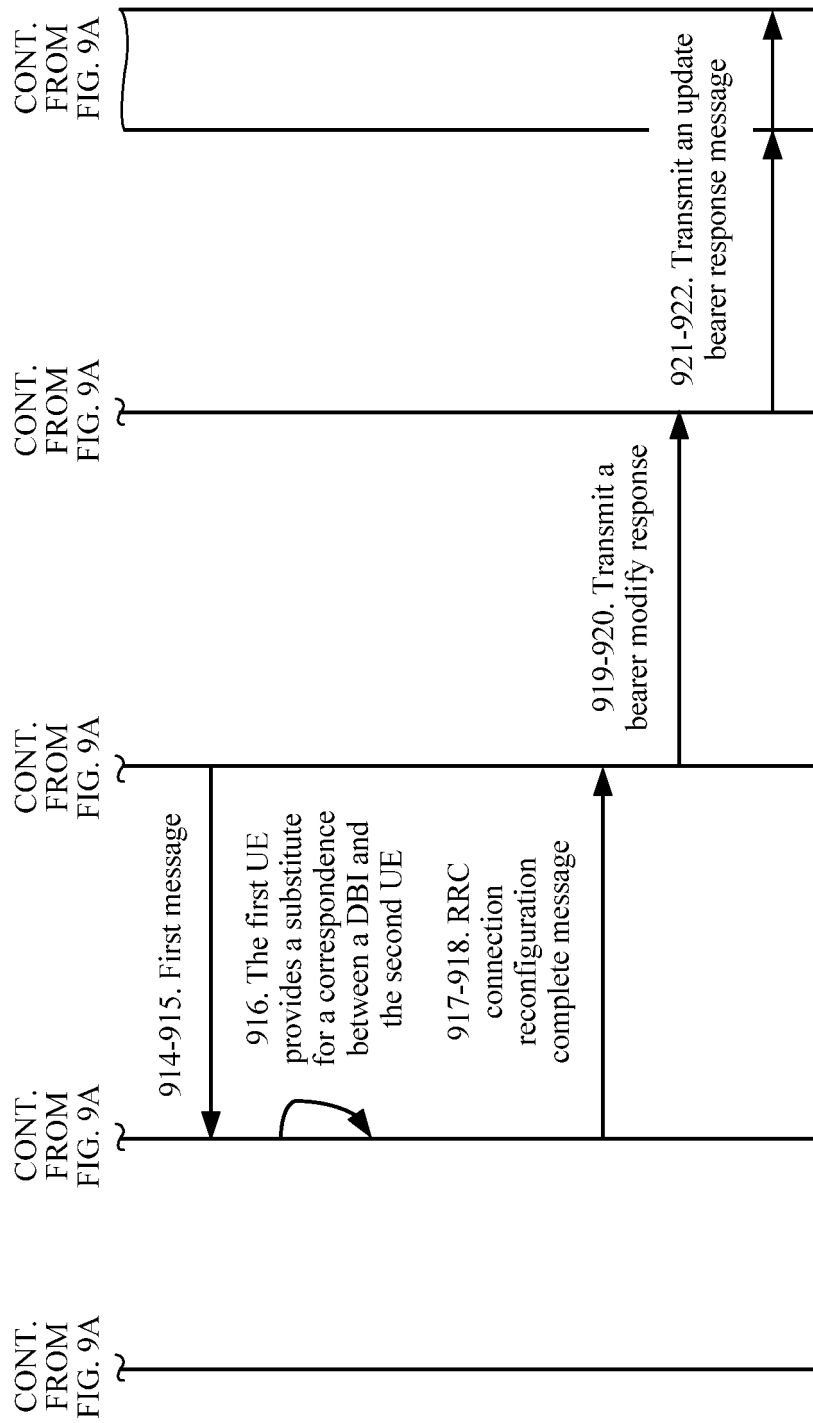 CONT.
FROM
FIG. 9A
CONT.
FROM
FIG. 9A
CONT.
FROM
FIG. 9A
CONT.
FROM
FIG. 9A
CONT.
FROM
FIG. 9A
914-915. First message
916. The first UE
provides a substitute
for a correspondence
between a DBI and
the second UE
917-918. RRC
connection
reconfiguration
complete message
919-920. Transmit a
bearer modify response
921-922. Transmit an update
bearer response message